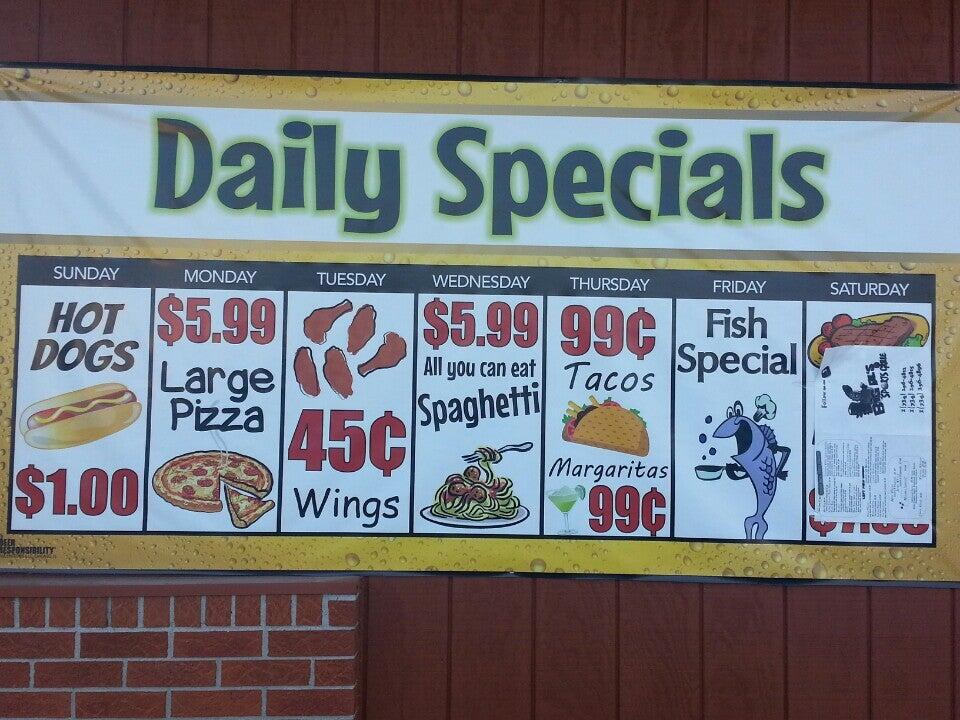 Daily Specials
SUNDAY
HOT
DOGS
$1.00
MONDAY
$5.99
Large
Pizza
TUESDAY
45¢
Wings
WEDNESDAY
$5.99
All you can eat
Spaghetti
THURSDAY
99¢
Tacos
Margaritas
99¢
FRIDAY
Fish
Special
SATURDAY
RESPONSIBILITY